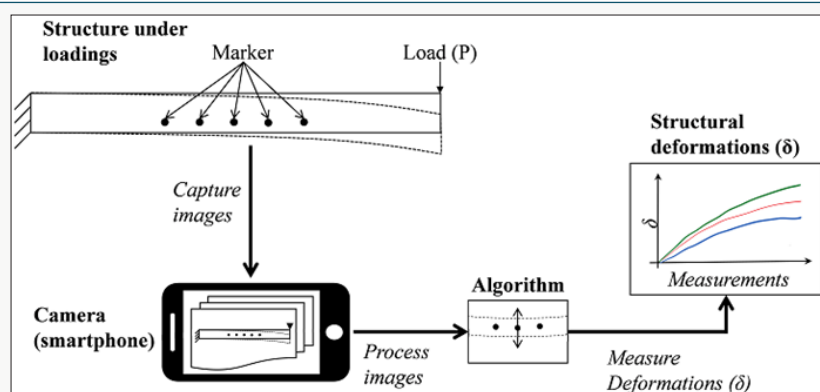 Structure under
loadings
Marker
Load (P)
Capture
images
Structural
deformations (δ)
δ
Measurements
Camera
(smartphone)
Algorithm
Process
images
Measure
Deformations (δ)